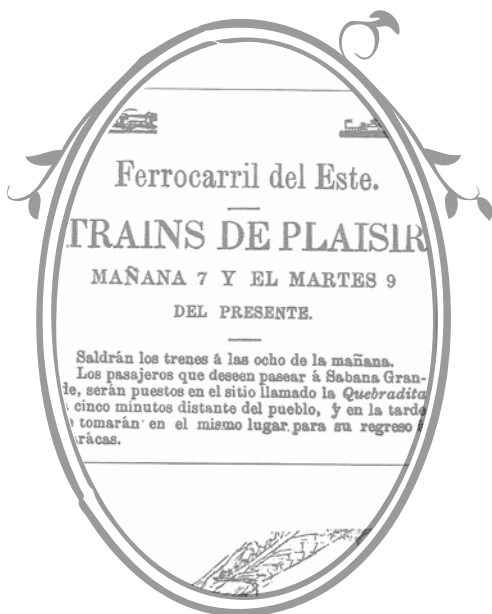 Ferrocarril del Este.
TRAINS DE PLAISIR
MAÑANA 7 Y EL MARTES 9
DEL PRESENTE.
Saldrán los trenes á las ocho de la mañana.
Los pasajeros que deseen pasear á Sabana Gran-
de, serán puestos en el sitio llamado la Quebradita
cinco minutos distante del pueblo, y en la tarde
tomarán en el mismo lugar para su regreso á
rácas.